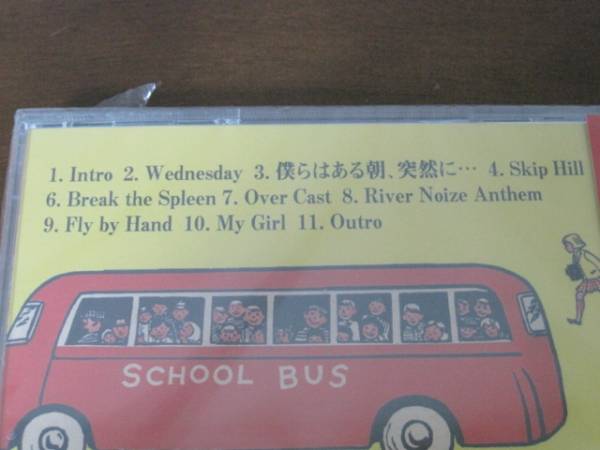 1. Intro 2. Wednesday 3. 僕らはある朝、突然に… 4. Skip Hill
6. Break the Spleen 7. Over Cast 8. River Noize Anthem
9. Fly by Hand 10. My Girl 11. Outro
SCHOOL BUS